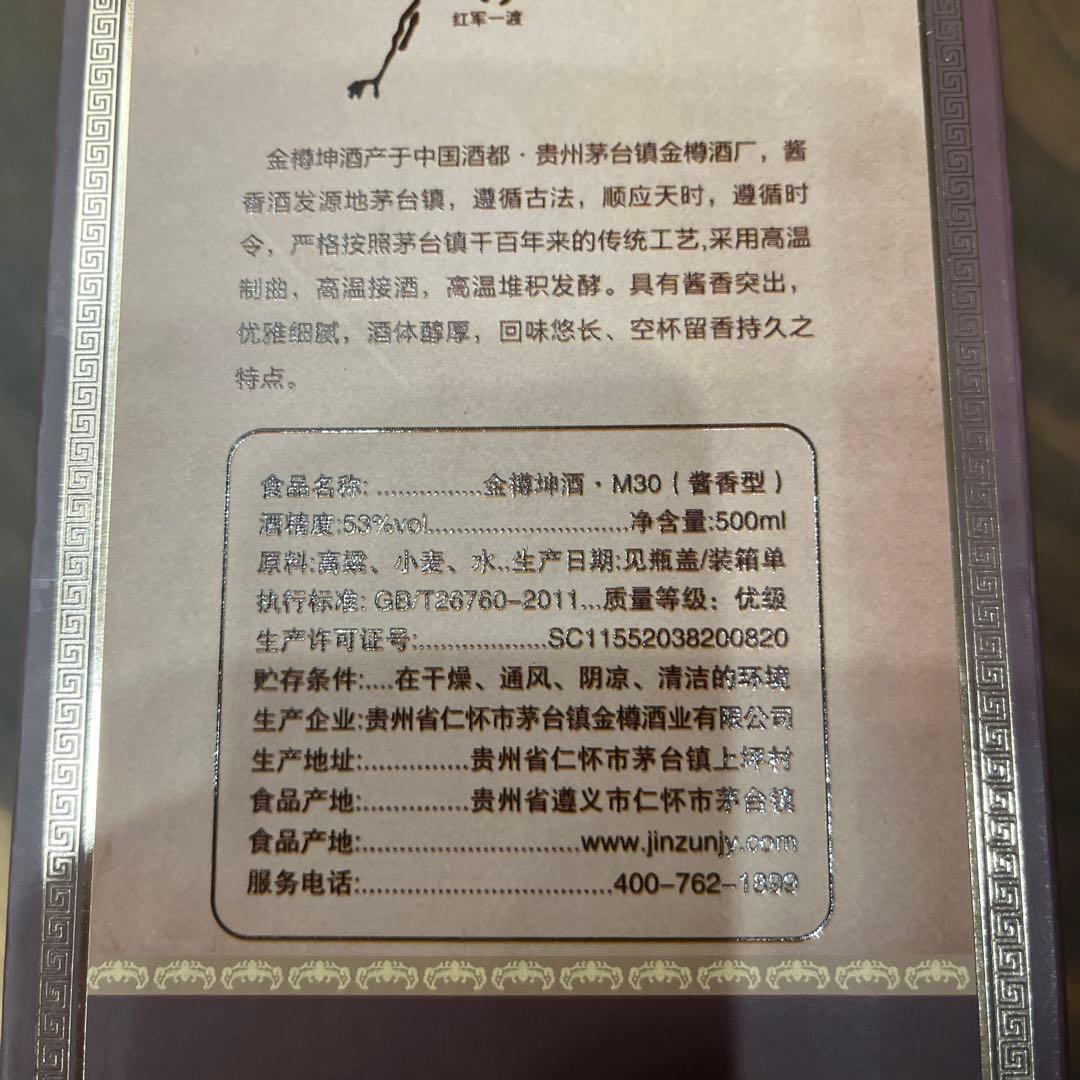 红军一渡
金樽坤酒产于中国酒都·贵州茅台镇金樽酒厂，酱
香酒发源地茅台镇，遵循古法，顺应天时，遵循时
令，严格按照茅台镇千百年来的传统工艺,采用高温
制曲，高温接酒，高温堆积发酵。具有酱香突出，
优雅细腻，酒体醇厚，回味悠长、空杯留香持久之
特点。
食品名称:................金樽坤酒·M30（酱香型）
酒精度:53%vol.............................净含量:500ml
原料:高粱、小麦、水..生产日期:见瓶盖/装箱单
执行标准: GB/T26760-2011...质量等级：优级
生产许可证号:...................SC11552038200820
贮存条件:....在干燥、通风、阴凉、清洁的环境
生产企业:贵州省仁怀市茅台镇金樽酒业有限公司
生产地址:...............贵州省仁怀市茅台镇上坪村
食品产地:...............贵州省遵义市仁怀市茅台镇
食品产地:...............................www.jinzunjy.com
服务电话:...................................400-762-1899